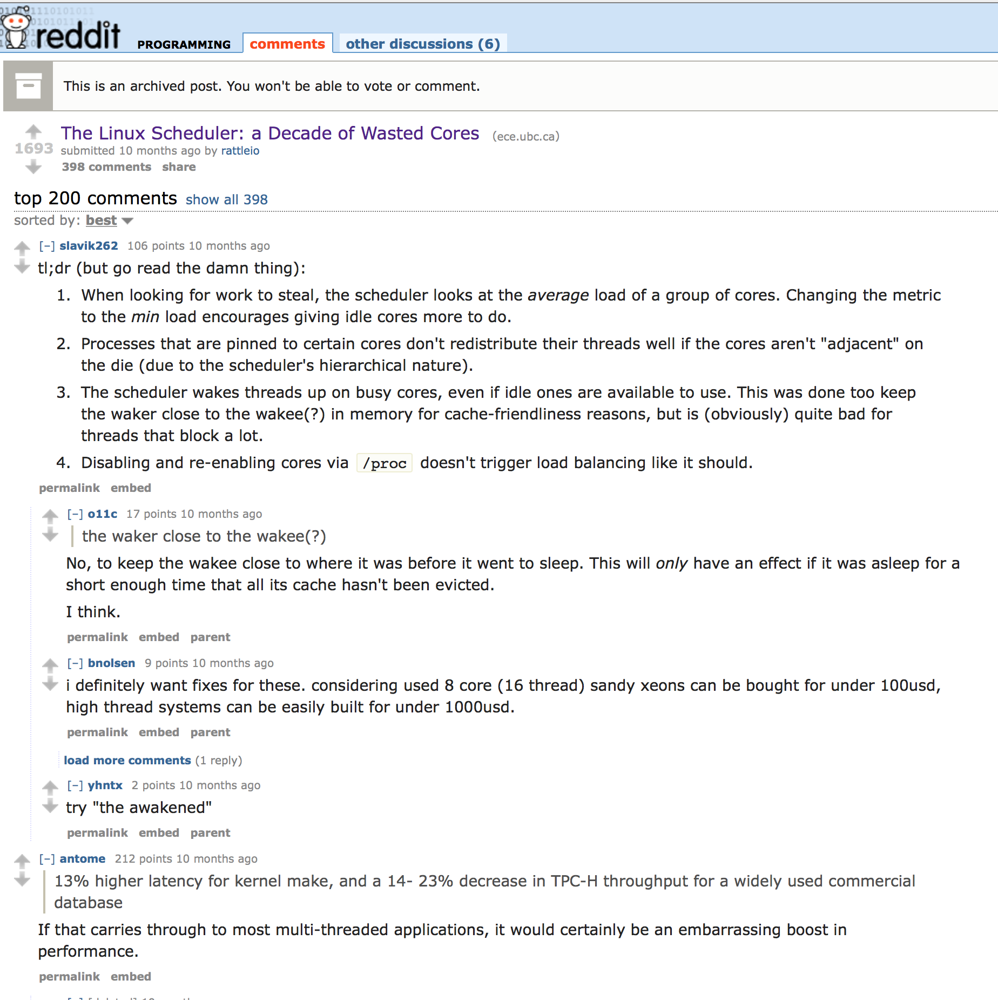 reddit PROGRAMMING comments other discussions (6)
This is an archived post. You won't be able to vote or comment.
The Linux Scheduler: a Decade of Wasted Cores (ece.ubc.ca)
1693 submitted 10 months ago by rattleio
398 comments share
top 200 comments show all 398
sorted by: best
[–] slavik262 106 points 10 months ago
tl;dr (but go read the damn thing):
1. When looking for work to steal, the scheduler looks at the average load of a group of cores. Changing the metric
to the min load encourages giving idle cores more to do.
2. Processes that are pinned to certain cores don't redistribute their threads well if the cores aren't "adjacent" on
the die (due to the scheduler's hierarchical nature).
3. The scheduler wakes threads up on busy cores, even if idle ones are available to use. This was done too keep
the waker close to the wakee(?) in memory for cache-friendliness reasons, but is (obviously) quite bad for
threads that block a lot.
4. Disabling and re-enabling cores via /proc doesn't trigger load balancing like it should.
permalink embed
[–] o11c 17 points 10 months ago
the waker close to the wakee(?)
No, to keep the wakee close to where it was before it went to sleep. This will only have an effect if it was asleep for a
short enough time that all its cache hasn't been evicted.
I think.
permalink embed parent
[–] bnolsen 9 points 10 months ago
i definitely want fixes for these. considering used 8 core (16 thread) sandy xeons can be bought for under 100usd,
high thread systems can be easily built for under 1000usd.
permalink embed parent
load more comments (1 reply)
[–] yhntx 2 points 10 months ago
try "the awakened"
permalink embed parent
[–] antome 212 points 10 months ago
13% higher latency for kernel make, and a 14- 23% decrease in TPC-H throughput for a widely used commercial
database
If that carries through to most multi-threaded applications, it would certainly be an embarrassing boost in
performance.
permalink embed